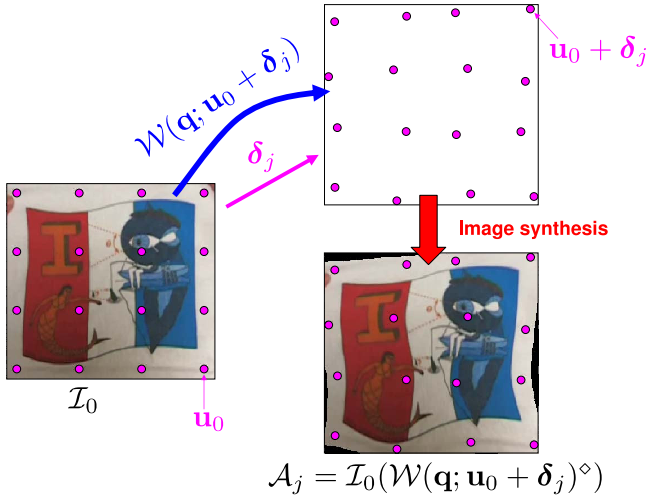 𝐮₀ + 𝜹ⱼ
𝒲(𝐪; 𝐮₀ + 𝜹ⱼ)
𝜹ⱼ
Image synthesis
I
ℐ₀
𝐮₀
I
𝒜ⱼ = ℐ₀(𝒲(𝐪; 𝐮₀ + 𝜹ⱼ)^⋄)